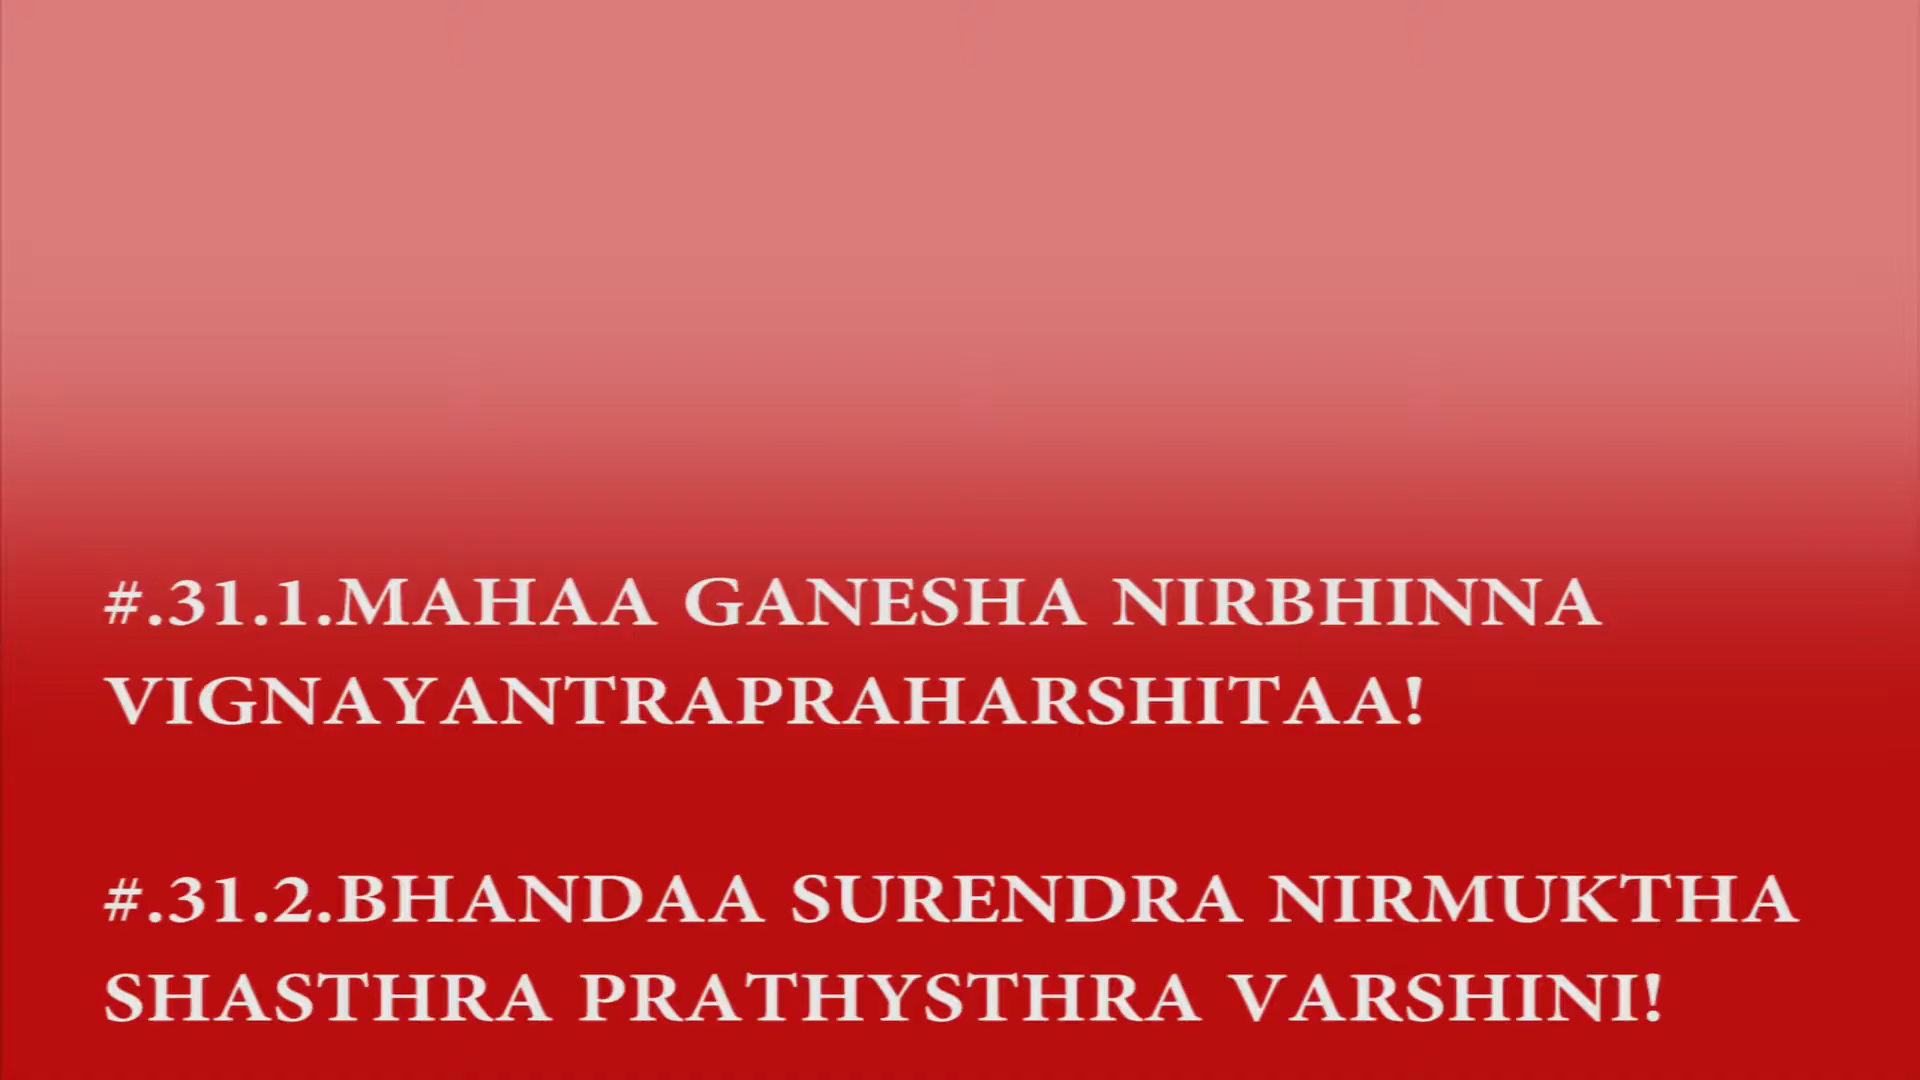 #.31.1.MAHAA GANESHA NIRBHINNA
VIGNAYANTRAPRAHARSHITAA!
#.31.2.BHANDAA SURENDRA NIRMUKTHA
SHASTHRA PRATHYSTHRA VARSHINI!